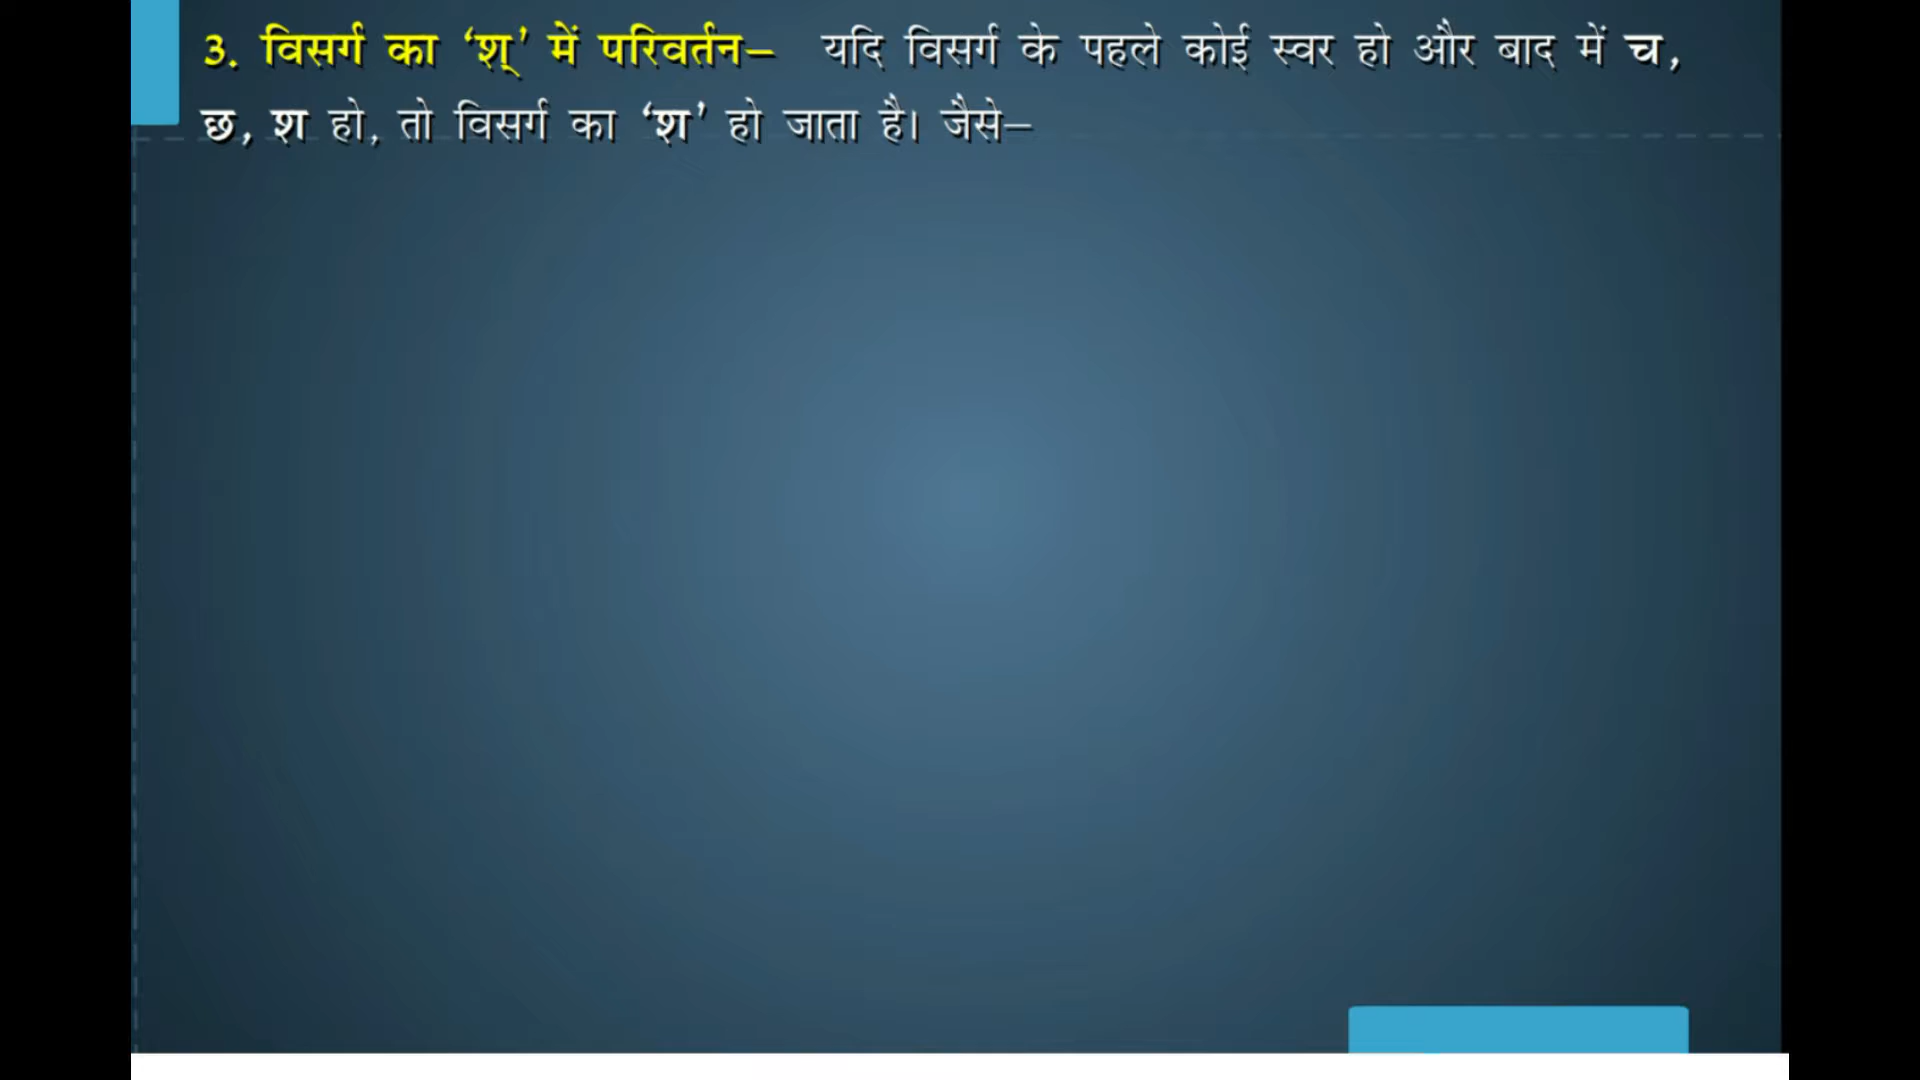 3. विसर्ग का ‘श्’ में परिवर्तन– यदि विसर्ग के पहले कोई स्वर हो और बाद में च,
छ, श हो, तो विसर्ग का ‘श’ हो जाता है। जैसे–